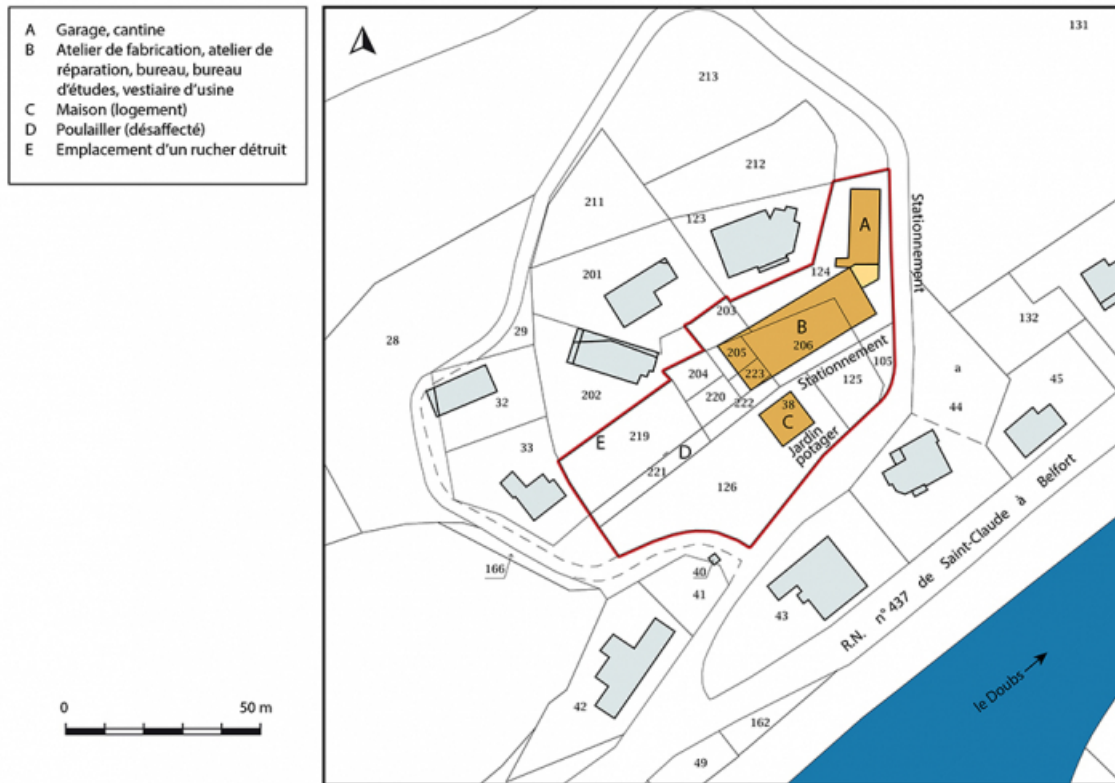 A Garage, cantine
B Atelier de fabrication, atelier de
réparation, bureau, bureau
d'études, vestiaire d'usine
C Maison (logement)
D Poulailler (désaffecté)
E Emplacement d'un rucher détruit
0 50 m
131
213
212
211
123
A
Stationnement
201
124
203
29
28
B
132
205
206
204
223
Stationnement
105
202
125
a
45
32
220
222
38
44
C
Jardin
potager
219
E
33
D
221
126
166
40
41
43
R.N. n° 437 de Saint-Claude à Belfort
le Doubs
42
162
49